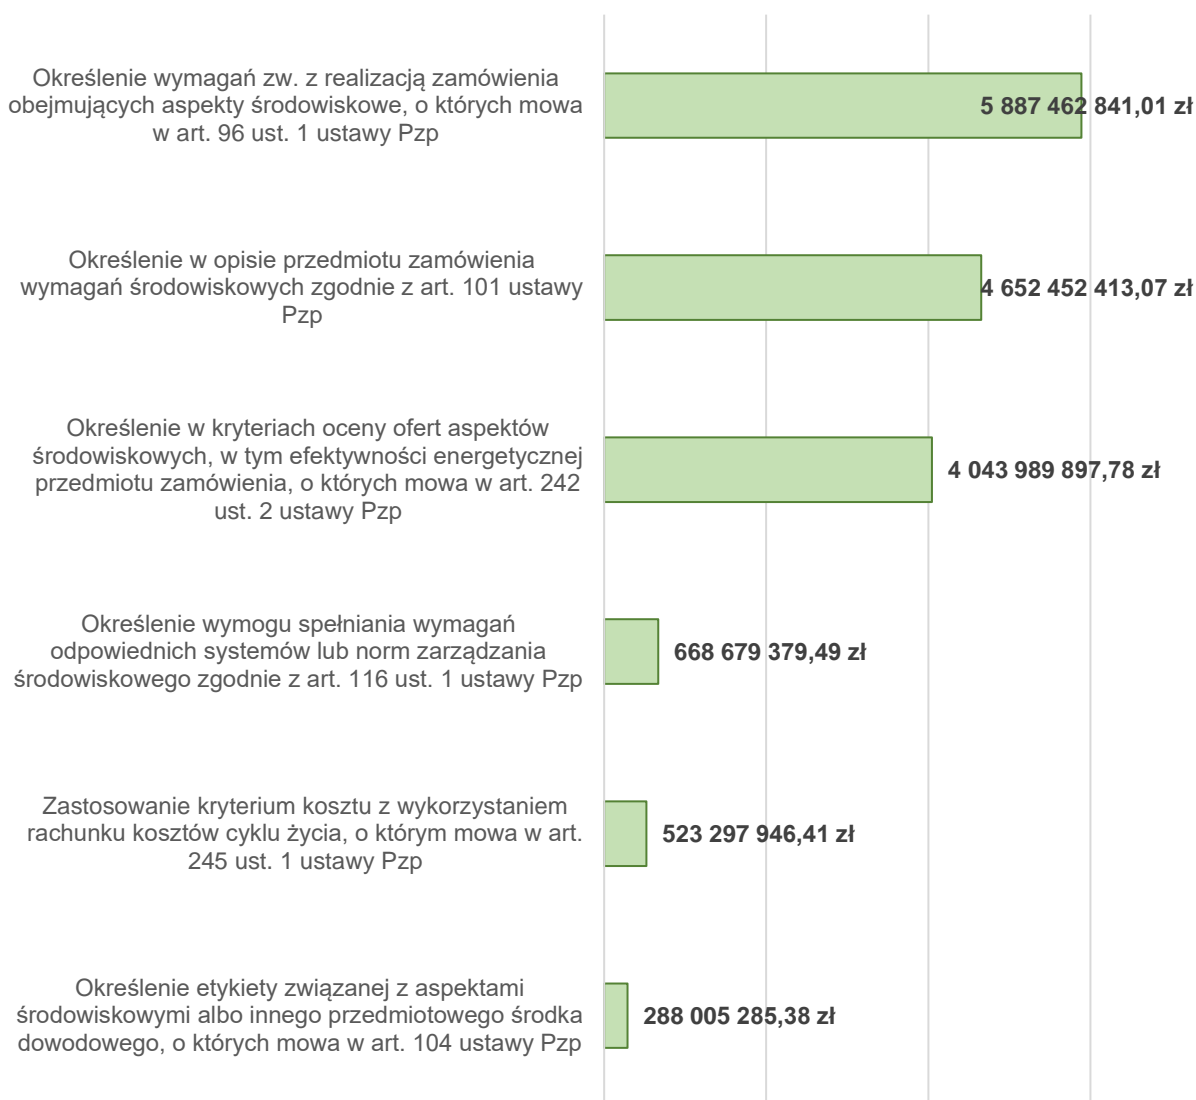 Określenie wymagań zw. z realizacją zamówienia
obejmujących aspekty środowiskowe, o których mowa
w art. 96 ust. 1 ustawy Pzp
5 887 462 841,01 zł
Określenie w opisie przedmiotu zamówienia
wymagań środowiskowych zgodnie z art. 101 ustawy
Pzp
4 652 452 413,07 zł
Określenie w kryteriach oceny ofert aspektów
środowiskowych, w tym efektywności energetycznej
przedmiotu zamówienia, o których mowa w art. 242
ust. 2 ustawy Pzp
4 043 989 897,78 zł
Określenie wymogu spełniania wymagań
odpowiednich systemów lub norm zarządzania
środowiskowego zgodnie z art. 116 ust. 1 ustawy Pzp
668 679 379,49 zł
Zastosowanie kryterium kosztu z wykorzystaniem
rachunku kosztów cyklu życia, o którym mowa w art.
245 ust. 1 ustawy Pzp
523 297 946,41 zł
Określenie etykiety związanej z aspektami
środowiskowymi albo innego przedmiotowego środka
dowodowego, o których mowa w art. 104 ustawy Pzp
288 005 285,38 zł